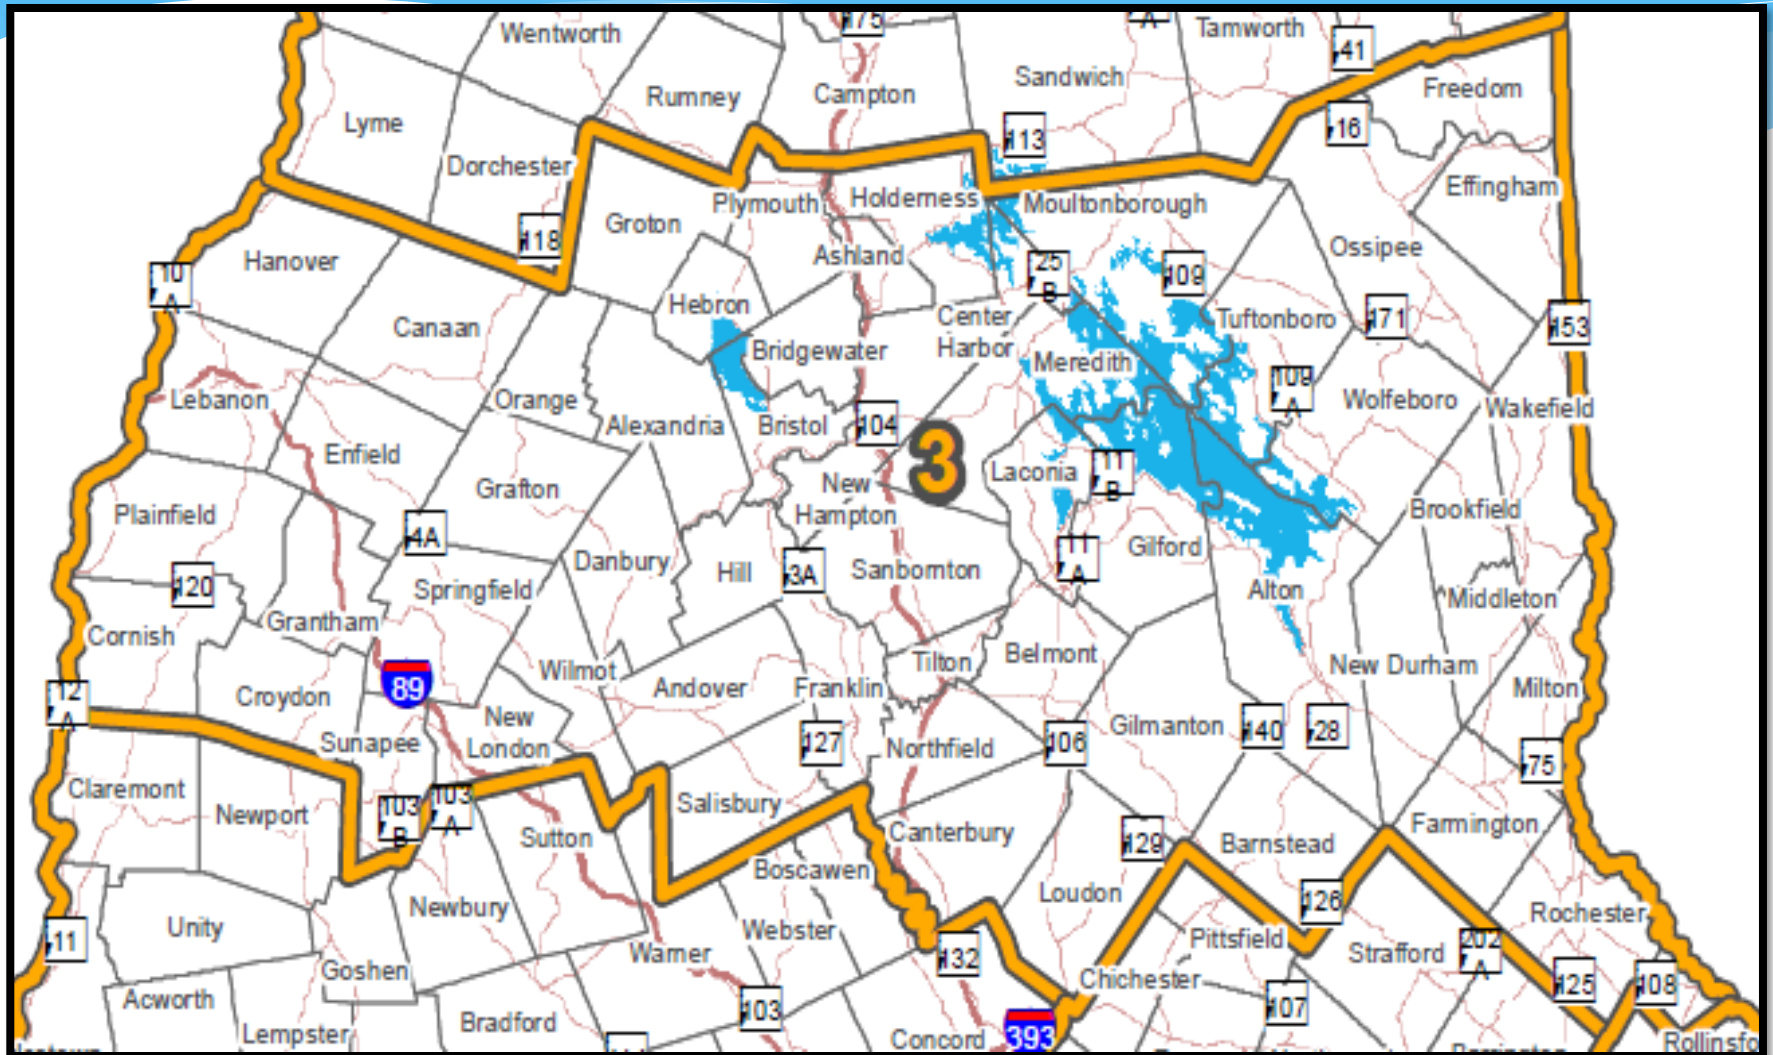 175
A
Tamworth
Wentworth
41
Sandwich
Rumney
Campton
Freedom
Lyme
16
113
Dorchester
Effingham
Plymouth
Holderness
Moultonborough
Groton
118
Ossipee
Hanover
Ashland
10
A
25
B
109
Hebron
Center
Harbor
Tuftonboro
171
153
Canaan
Bridgewater
Meredith
109
A
Lebanon
Orange
Wolfeboro
Wakefield
Alexandria
Bristol
104
3
Enfield
Laconia
11
B
Grafton
New
Hampton
Plainfield
Brookfield
4A
Gilford
11
A
Danbury
Hill
3A
Sanbornton
120
Springfield
Alton
Middleton
Grantham
Cornish
Belmont
Tilton
New Durham
Wilmot
89
Andover
Franklin
Milton
Croydon
12
A
New
London
Gilmanton
140
28
Sunapee
127
Northfield
106
75
Claremont
Newport
103
B
103
A
Salisbury
Sutton
Canterbury
129
Barnstead
Farmington
Boscawen
Loudon
126
Newbury
Rochester
Unity
Webster
Pittsfield
11
Warner
132
Strafford
202
A
Goshen
Chichester
125
108
Acworth
103
107
Lempster
Bradford
Concord
393
Rollinsfo